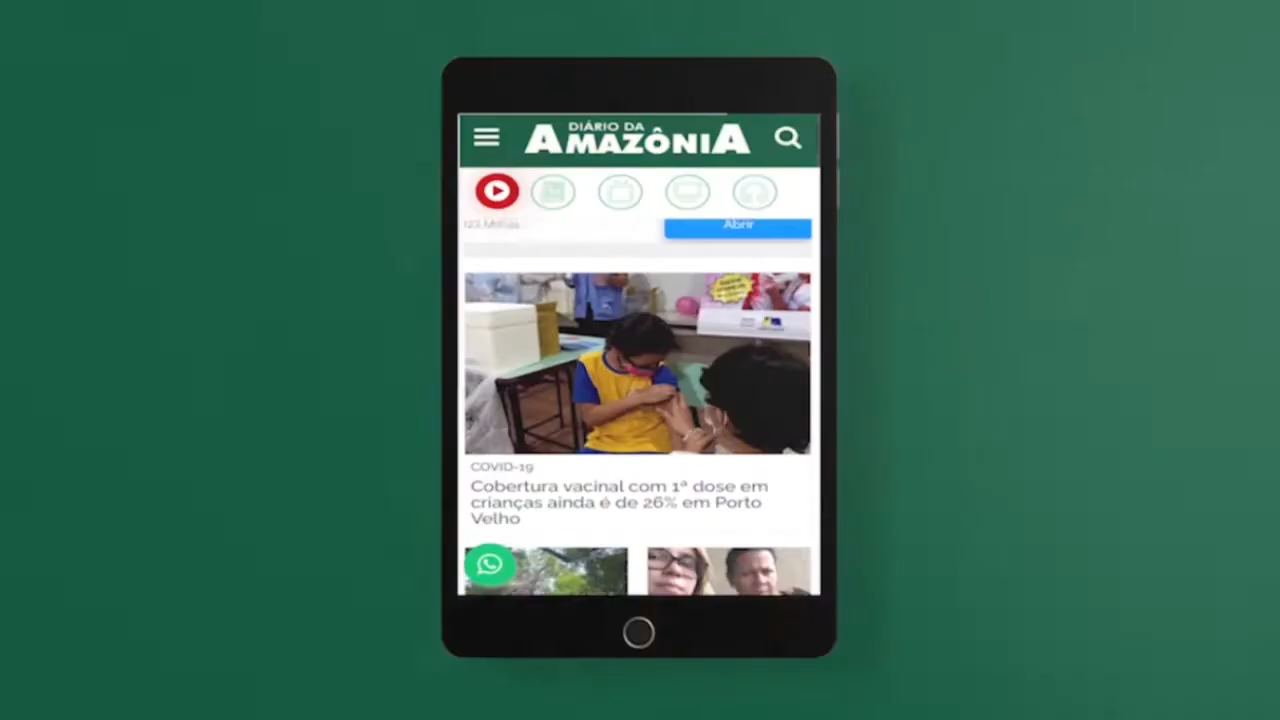 DIÁRIO DA
AMAZÔNIA
Abrir
COVID-19
Cobertura vacinal com 1ª dose em
crianças ainda é de 26% em Porto
Velho